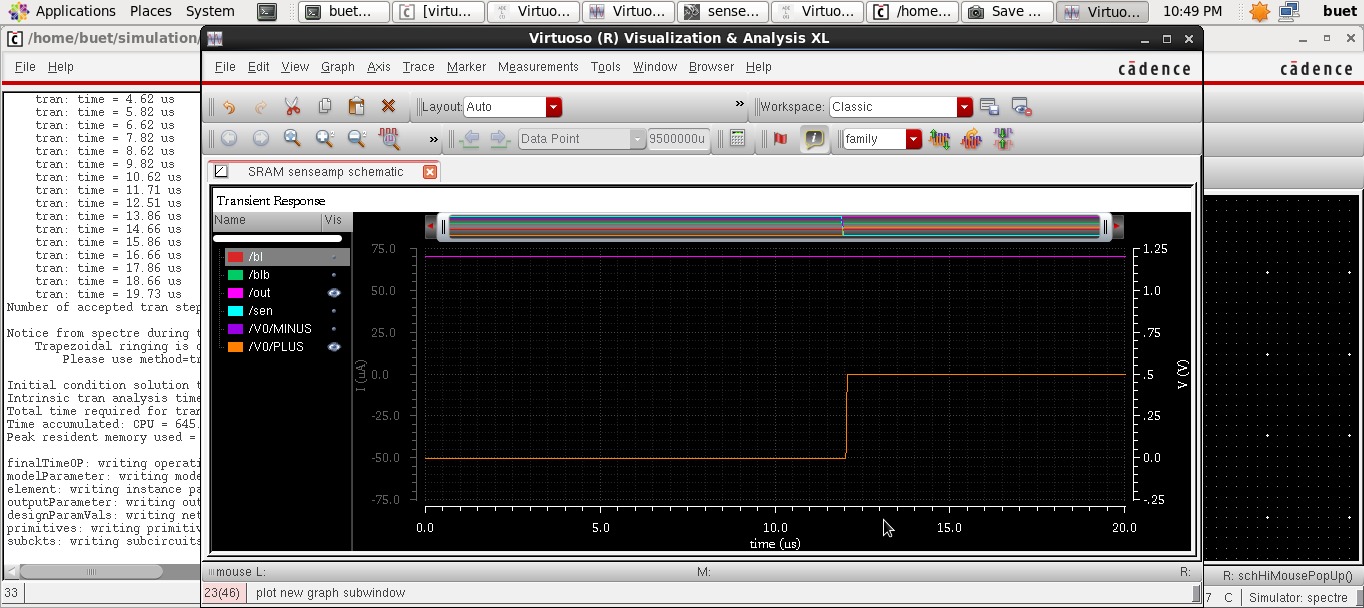 Applications Places System buet... [virtu... Virtuo... Virtuo... sense... Virtuo... /home... Save ... Virtuo... 10:49 PM buet
/home/buet/simulation/
Virtuoso (R) Visualization & Analysis XL
File Help
File Edit View Graph Axis Trace Marker Measurements Tools Window Browser Help
cādence
cādence
Layout: Auto
» Workspace: Classic
» Data Point 9500000u
family
SRAM senseamp schematic
Transient Response
Name Vis
/bl
/blb
/out
/sen
/V0/MINUS
/V0/PLUS
75.0
50.0
25.0
0.0
-25.0
-50.0
-75.0
I (uA)
1.25
1.0
.75
.5
.25
0.0
-.25
V (V)
0.0 5.0 10.0 15.0 20.0
time (us)
mouse L: M: R:
23(46) plot new graph subwindow
tran: time = 4.62 us
tran: time = 5.82 us
tran: time = 6.62 us
tran: time = 7.82 us
tran: time = 8.62 us
tran: time = 9.82 us
tran: time = 10.62 us
tran: time = 11.71 us
tran: time = 12.51 us
tran: time = 13.86 us
tran: time = 14.66 us
tran: time = 15.86 us
tran: time = 16.66 us
tran: time = 17.86 us
tran: time = 18.66 us
tran: time = 19.73 us
Number of accepted tran step
Notice from spectre during t
Trapezoidal ringing is d
Please use method=tr
Initial condition solution t
Intrinsic tran analysis time
Total time required for tran
Time accumulated: CPU = 645.
Peak resident memory used =
finalTimeOP: writing operati
modelParameter: writing mode
element: writing instance pa
outputParameter: writing out
designParamVals: writing net
primitives: writing primitiv
subckts: writing subcircuits
33
R: schHiMousePopUp()
7 C Simulator: spectre